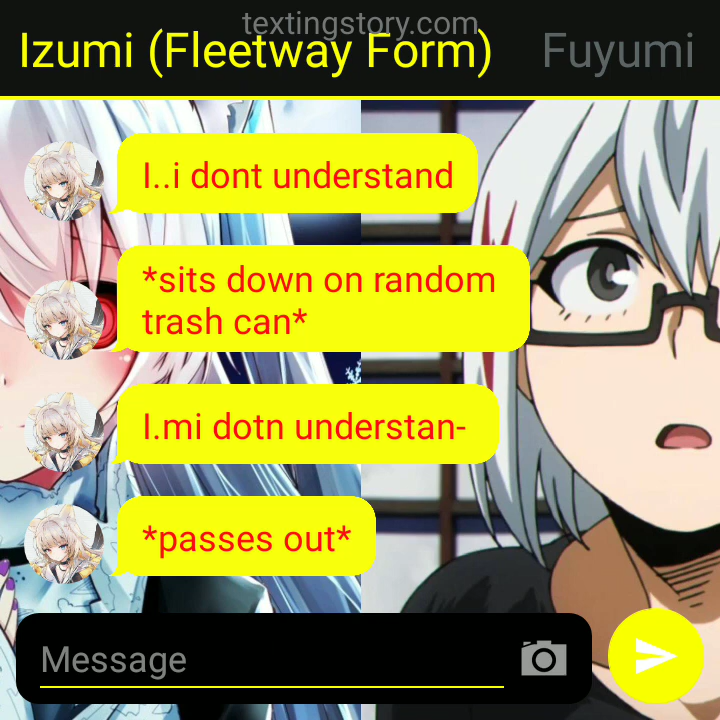 textingstory.com
Izumi (Fleetway Form) Fuyumi
I..i dont understand
*sits down on random
trash can*
I.mi dotn understan-
*passes out*
Message